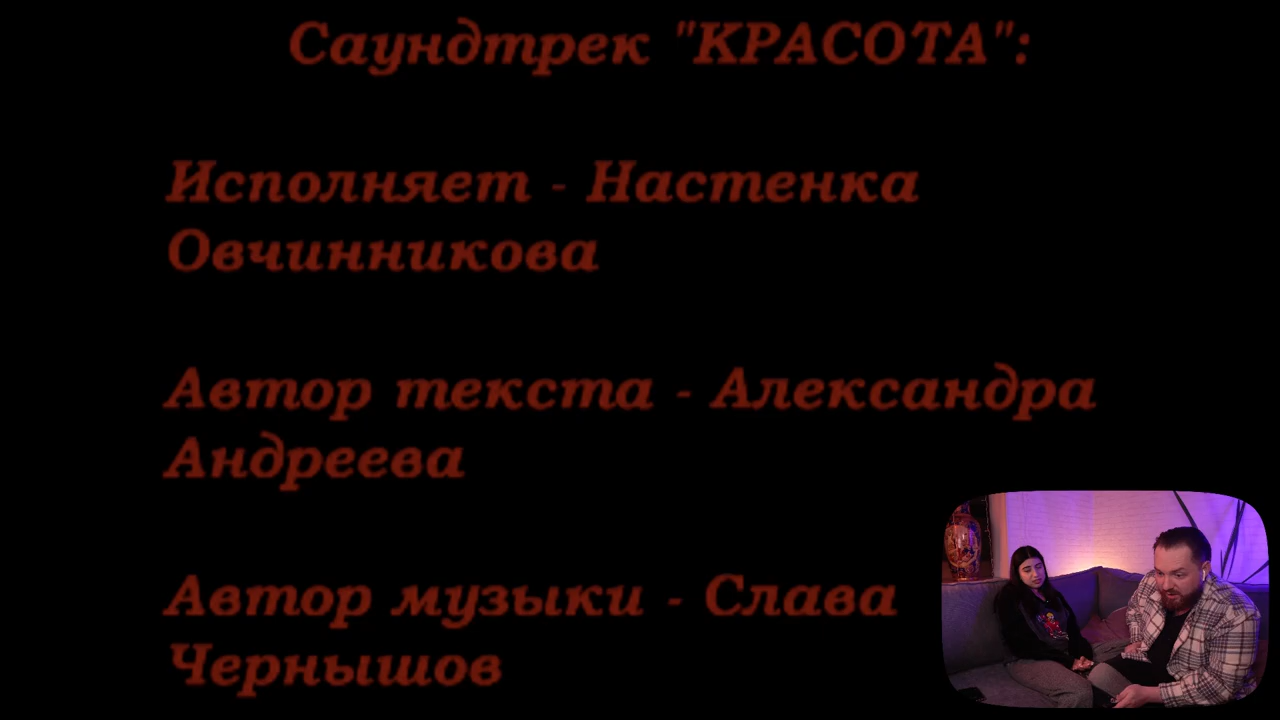 Саундтрек "КРАСОТА":
Исполняет - Настенка
Овчинникова
Автор текста - Александра
Андреева
Автор музыки - Слава
Чернышов